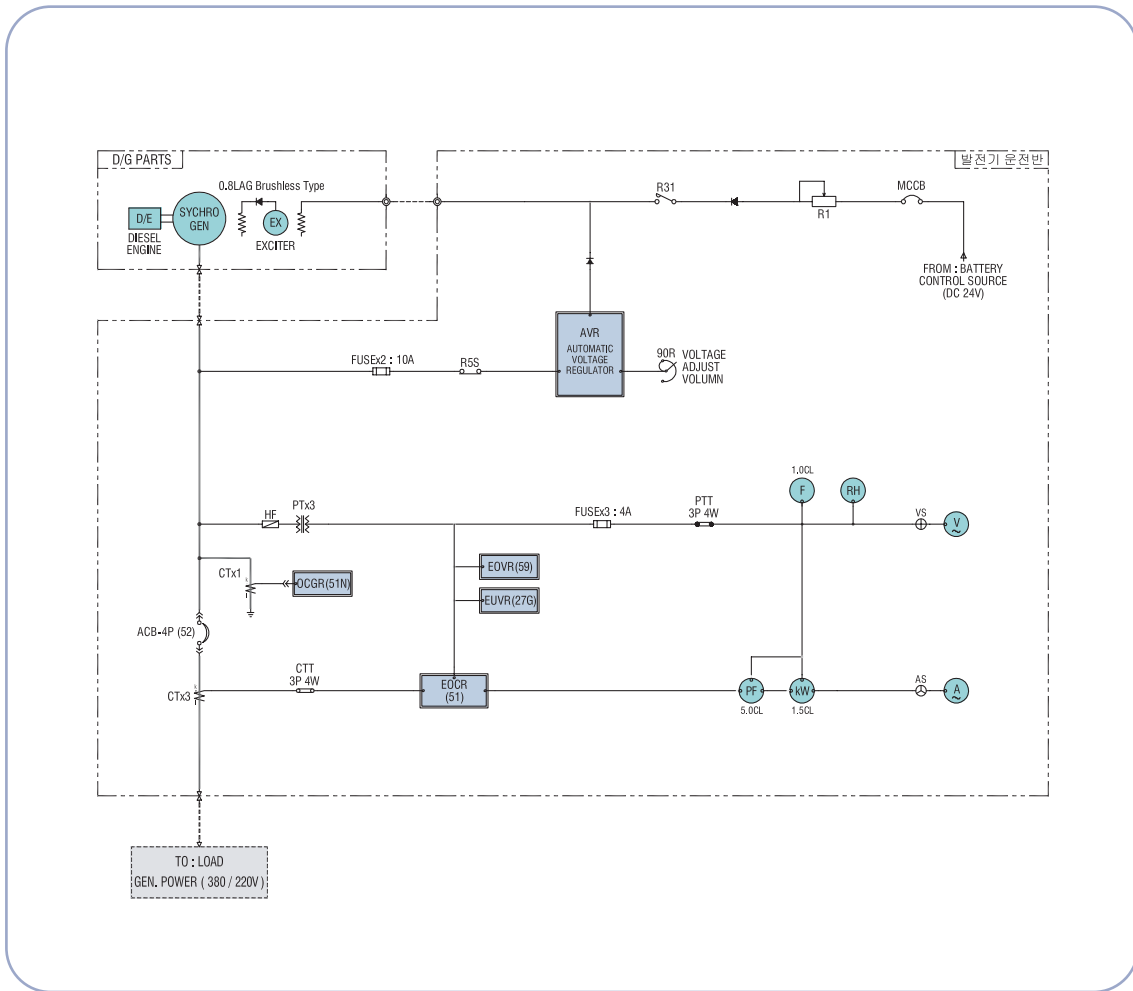 D/G PARTS
발전기 운전반
0.8LAG Brushless Type
D/E
SYCHRO
GEN
EX
DIESEL
ENGINE
EXCITER
R31
R1
MCCB
FROM : BATTERY
CONTROL SOURCE
(DC 24V)
AVR
AUTOMATIC
VOLTAGE
REGULATOR
FUSEx2 : 10A
R5S
90R
VOLTAGE
ADJUST
VOLUMN
1.0CL
F
RH
HF
PTx3
FUSEx3 : 4A
PTT
3P 4W
VS
V
~
CTx1
OCGR(51N)
EOVR(59)
EUVR(27G)
ACB-4P (52)
CTx3
CTT
3P 4W
EOCR
(51)
PF
5.0CL
kW
1.5CL
AS
A
~
TO : LOAD
GEN. POWER ( 380 / 220V )